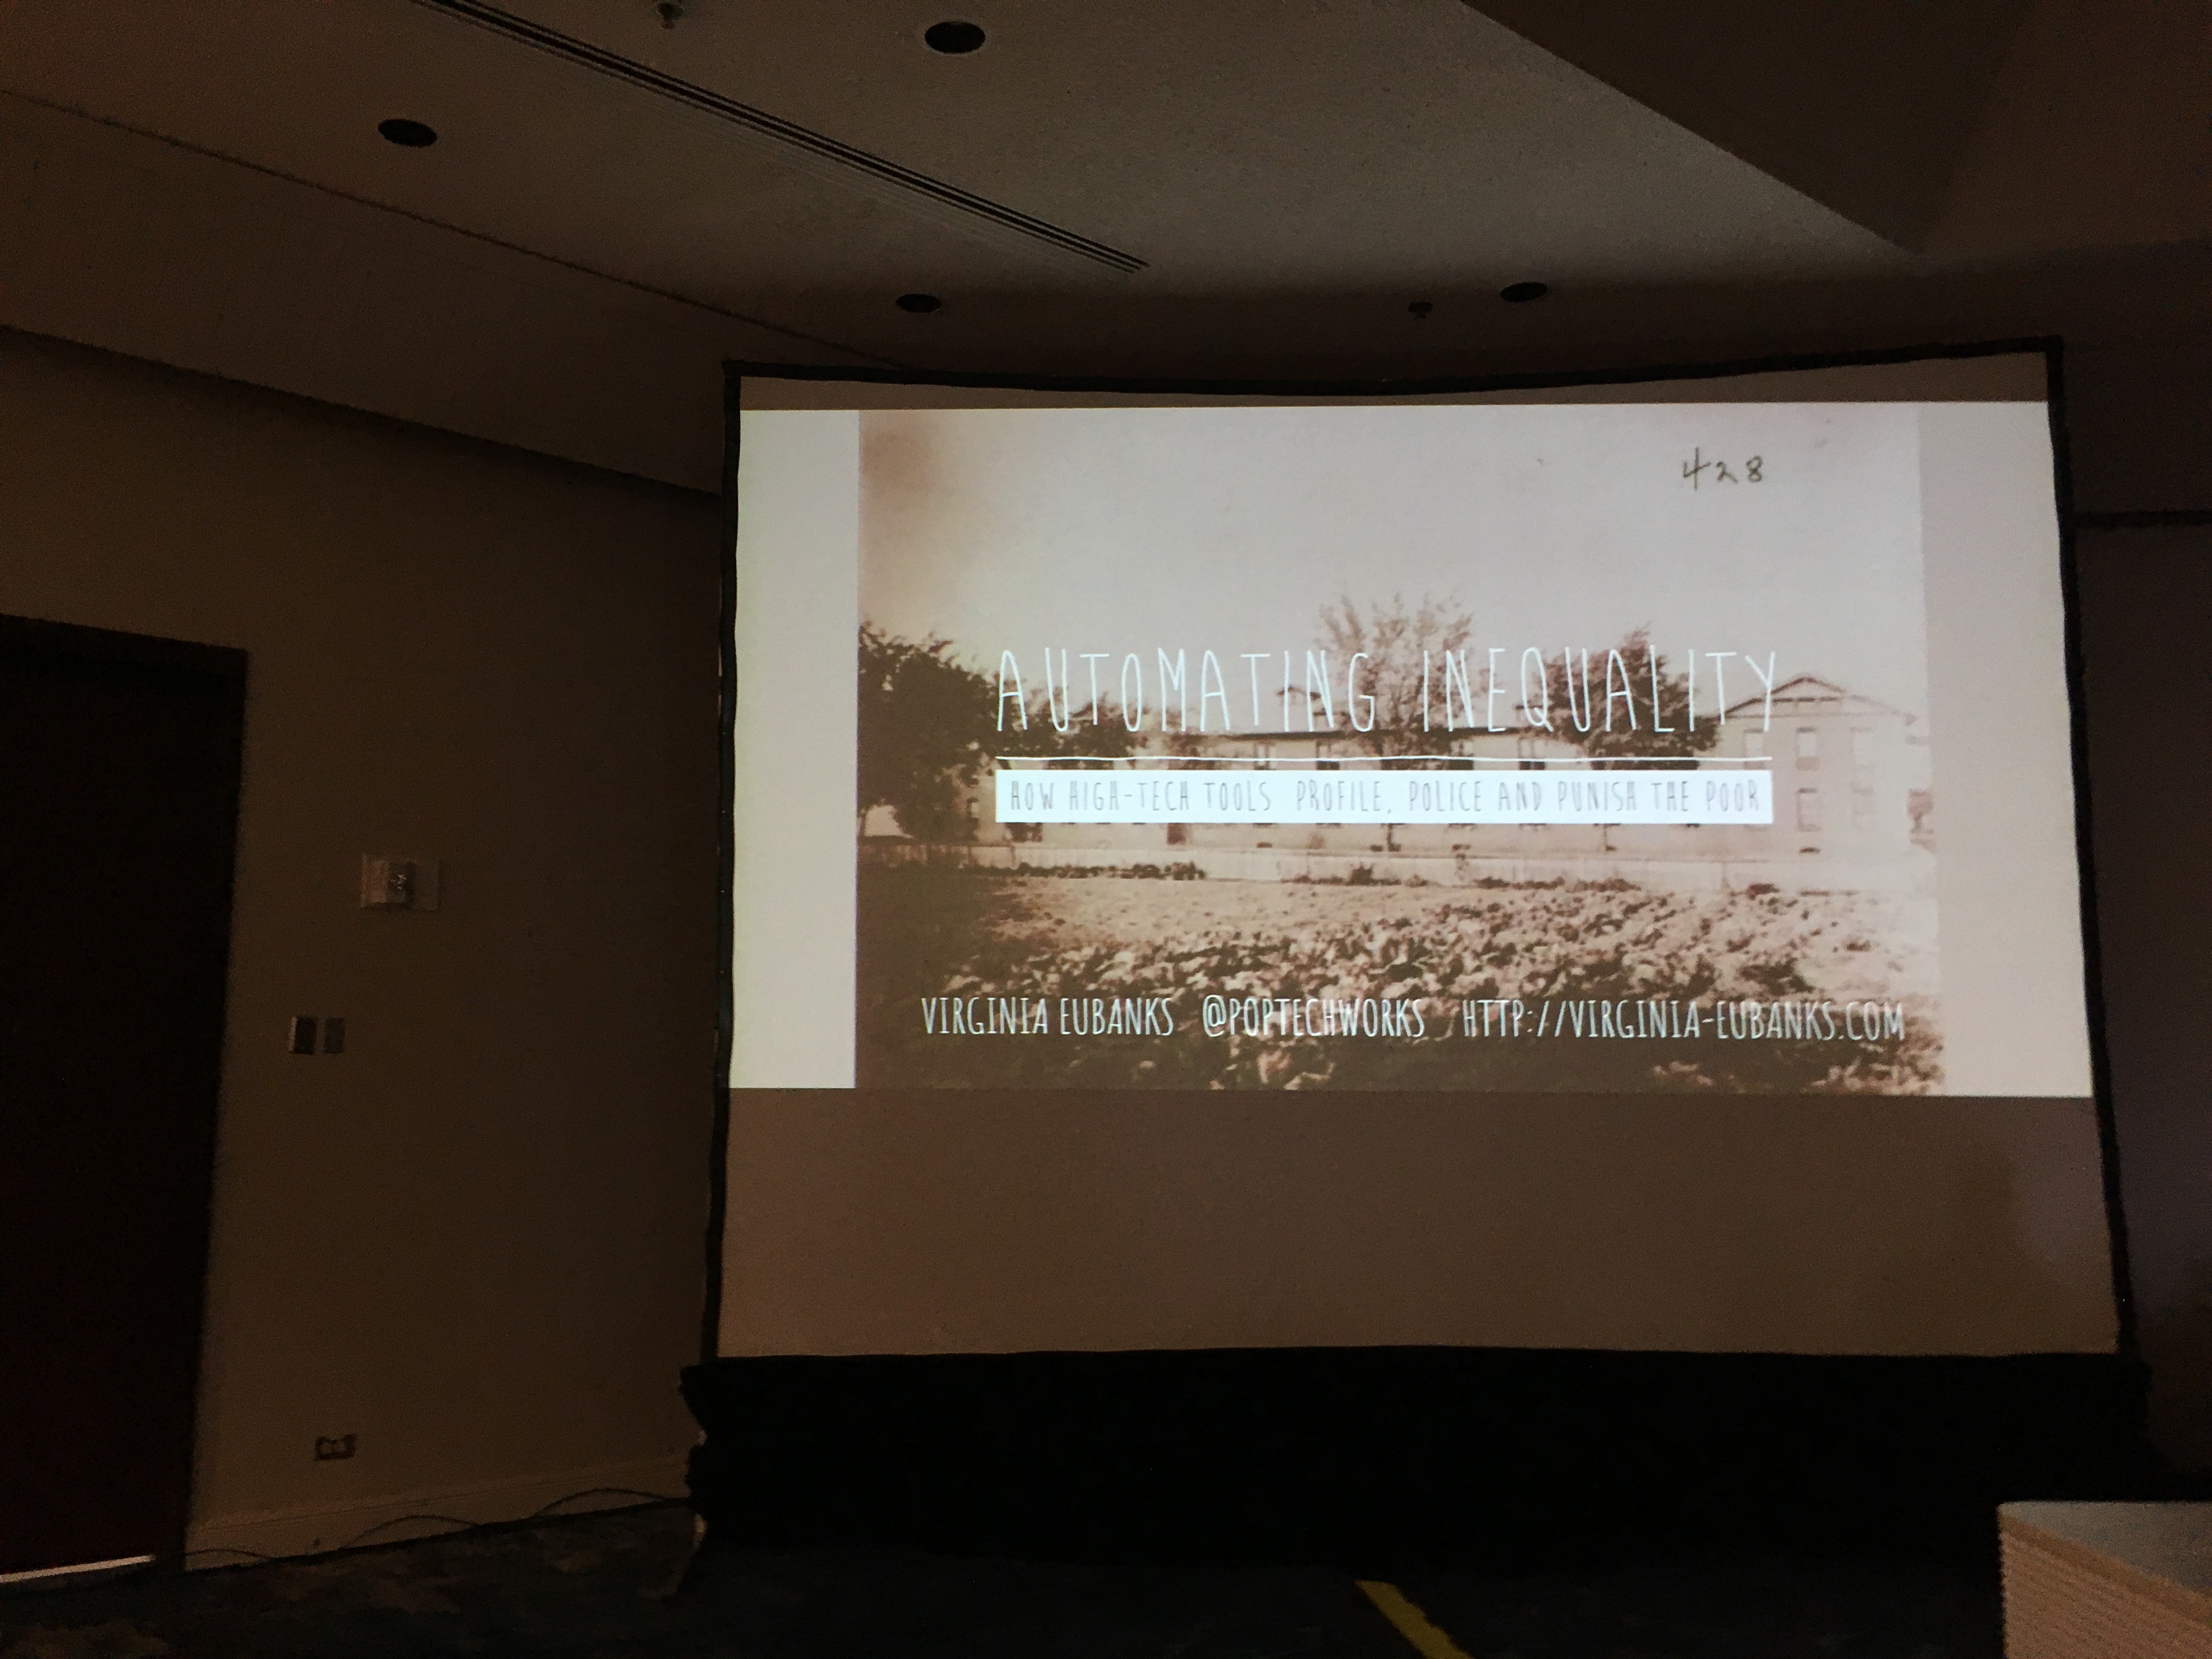 428
AUTOMATING INEQUALITY
HOW HIGH-TECH TOOLS PROFILE, POLICE AND PUNISH THE POOR
VIRGINIA EUBANKS @POPTECHWORKS HTTP://VIRGINIA-EUBANKS.COM